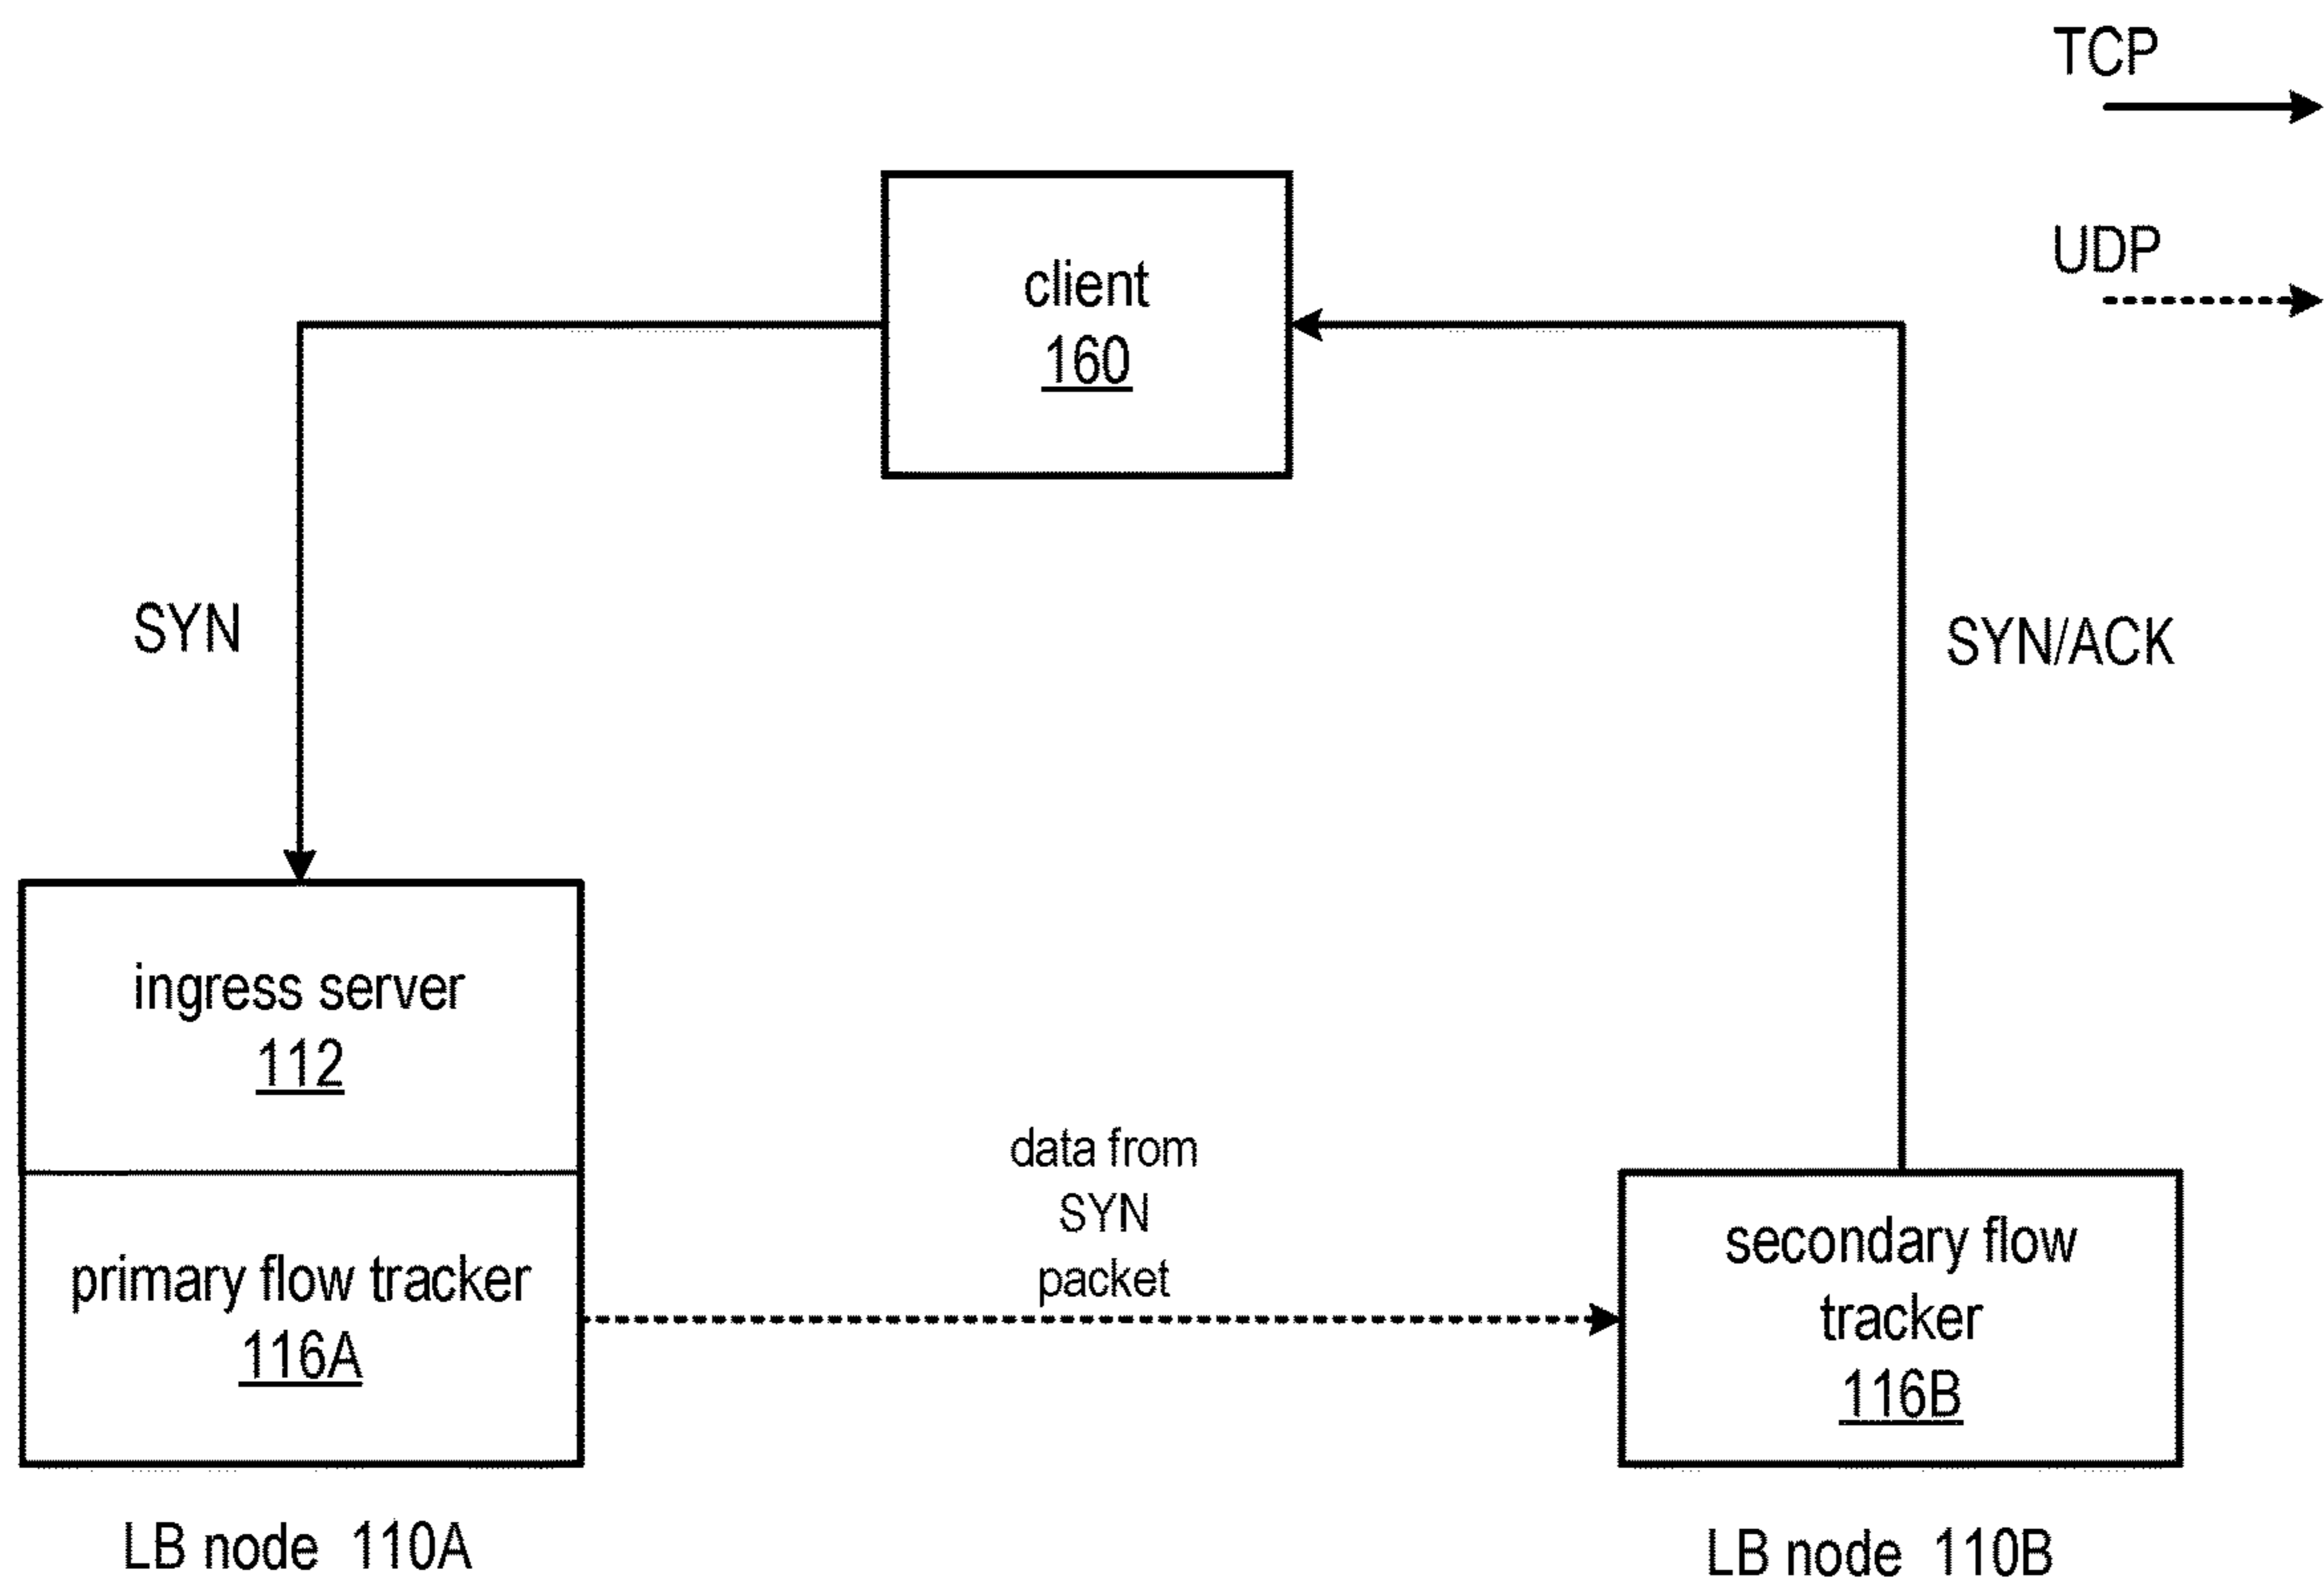 TCP
UDP
client
160
SYN
SYN/ACK
ingress server
112
primary flow tracker
116A
data from
SYN
packet
secondary flow
tracker
116B
LB node 110A
LB node 110B